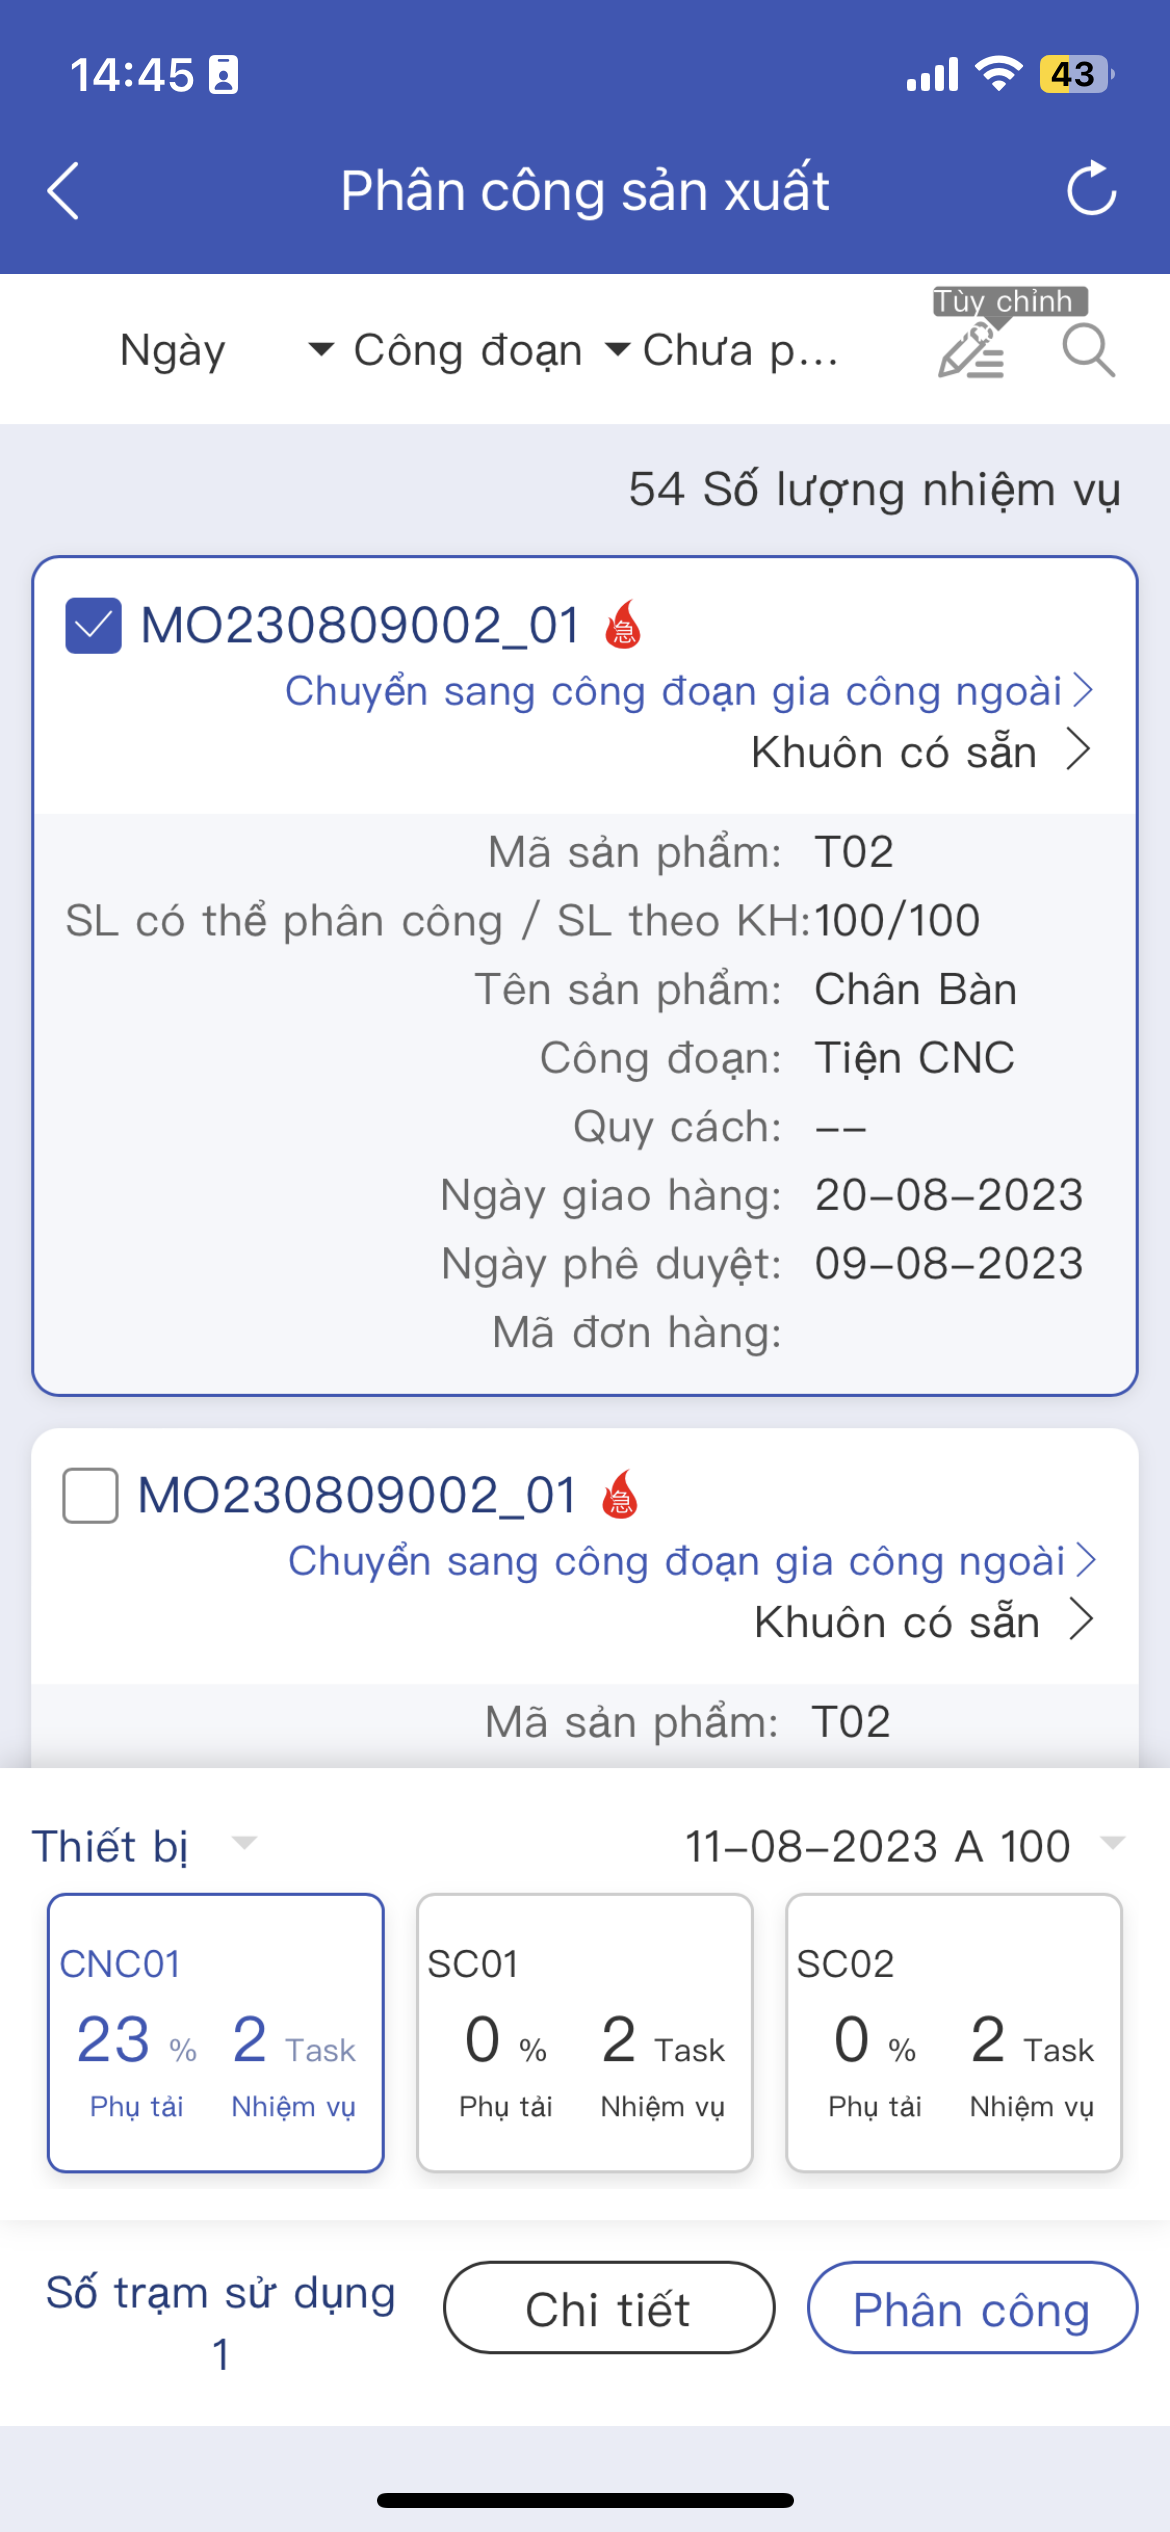 14:45
43
Phân công sản xuất
Tùy chỉnh
Ngày Công đoạn Chưa p...
54 Số lượng nhiệm vụ
MO230809002_01 急
Chuyển sang công đoạn gia công ngoài
Khuôn có sẵn
Mã sản phẩm: T02
SL có thể phân công / SL theo KH:100/100
Tên sản phẩm: Chân Bàn
Công đoạn: Tiện CNC
Quy cách: --
Ngày giao hàng: 20-08-2023
Ngày phê duyệt: 09-08-2023
Mã đơn hàng:
MO230809002_01 急
Chuyển sang công đoạn gia công ngoài
Khuôn có sẵn
Mã sản phẩm: T02
Thiết bị 11-08-2023 A 100
CNC01 SC01 SC02
23 % 2 Task 0 % 2 Task 0 % 2 Task
Phụ tải Nhiệm vụ Phụ tải Nhiệm vụ Phụ tải Nhiệm vụ
Số trạm sử dụng
1
Chi tiết Phân công